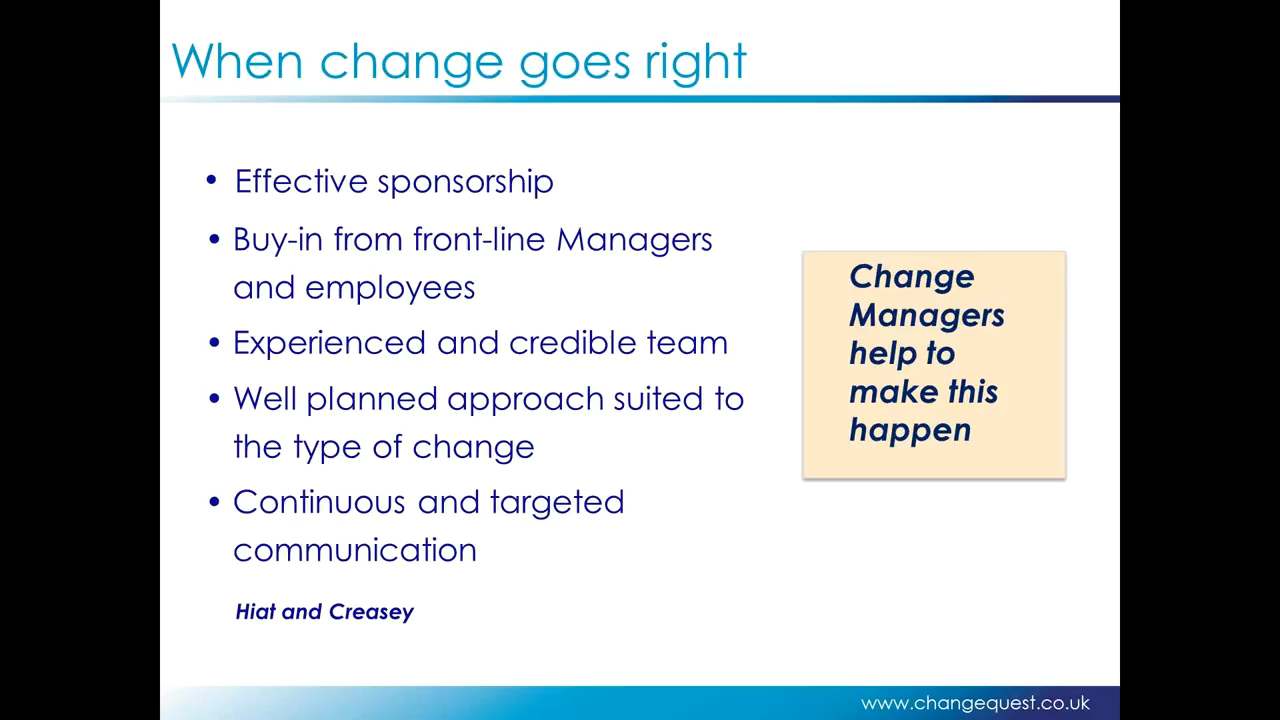 When change goes right
• Effective sponsorship
• Buy-in from front-line Managers
and employees
• Experienced and credible team
• Well planned approach suited to
the type of change
• Continuous and targeted
communication
Hiat and Creasey
Change
Managers
help to
make this
happen
www.changequest.co.uk